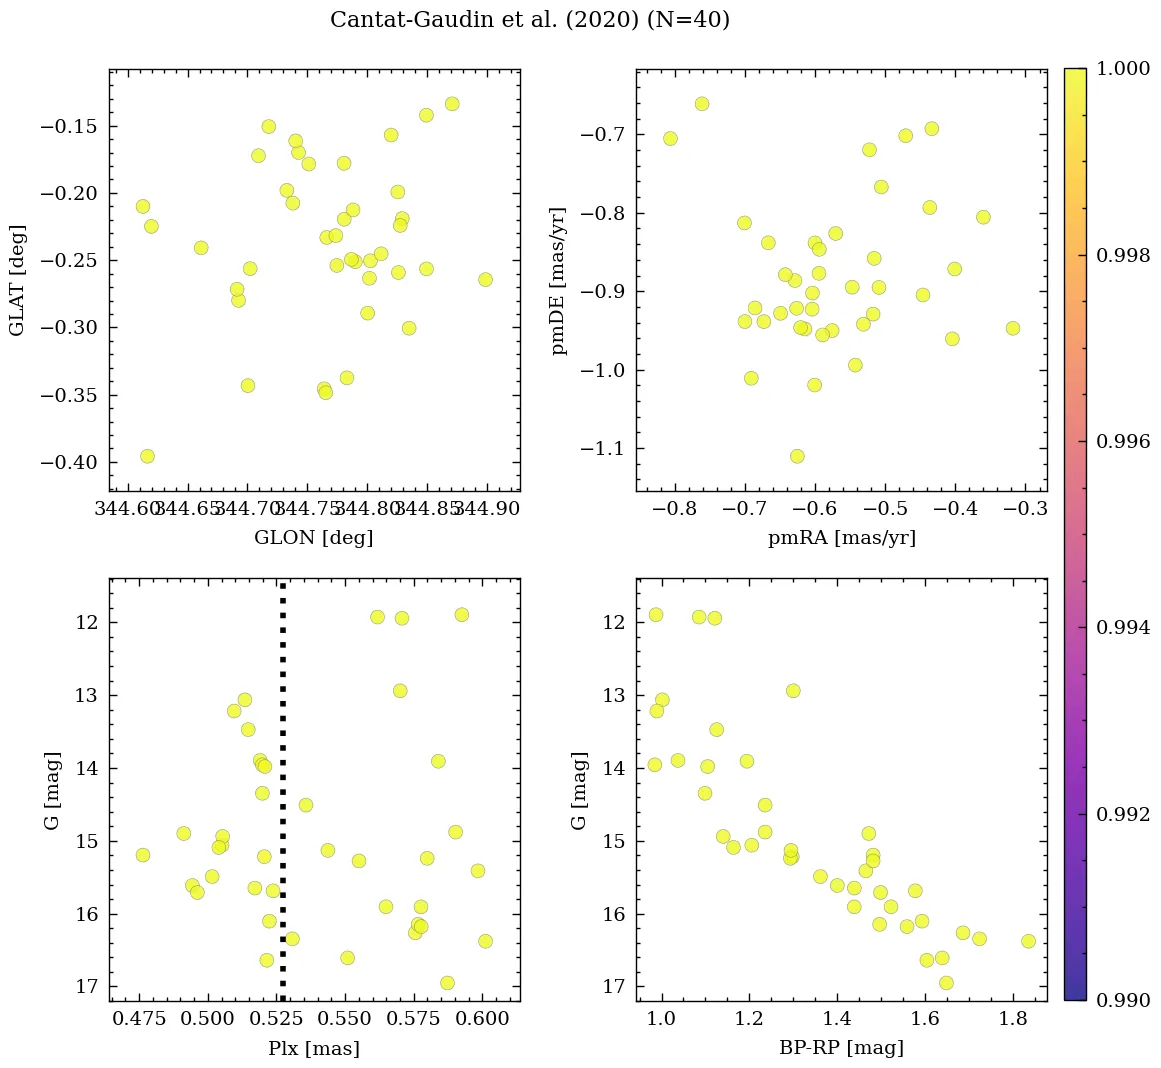 Cantat-Gaudin et al. (2020) (N=40)
GLAT [deg]
−0.15
−0.20
−0.25
−0.30
−0.35
−0.40
344.60 344.65 344.70 344.75 344.80 344.85 344.90
GLON [deg]
pmDE [mas/yr]
−0.7
−0.8
−0.9
−1.0
−1.1
−0.8 −0.7 −0.6 −0.5 −0.4 −0.3
pmRA [mas/yr]
G [mag]
12
13
14
15
16
17
0.475 0.500 0.525 0.550 0.575 0.600
Plx [mas]
G [mag]
12
13
14
15
16
17
1.0 1.2 1.4 1.6 1.8
BP-RP [mag]
1.000
0.998
0.996
0.994
0.992
0.990